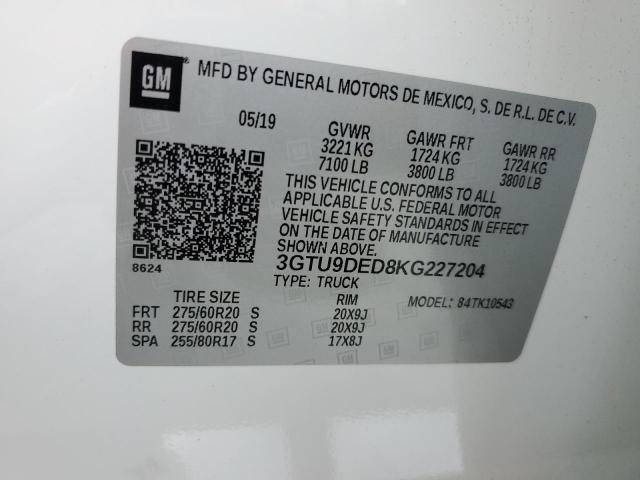 GM
MFD BY GENERAL MOTORS DE MEXICO, S. DE R.L. DE C.V.
05/19 GVWR GAWR FRT GAWR RR
3221 KG 1724 KG 1724 KG
7100 LB 3800 LB 3800 LB
THIS VEHICLE CONFORMS TO ALL
APPLICABLE U.S. FEDERAL MOTOR
VEHICLE SAFETY STANDARDS IN EFFECT
ON THE DATE OF MANUFACTURE
SHOWN ABOVE.
8624 3GTU9DED8KG227204
TYPE: TRUCK
TIRE SIZE RIM MODEL: 84TK10543
FRT 275/60R20 S 20X9J
RR 275/60R20 S 20X9J
SPA 255/80R17 S 17X8J